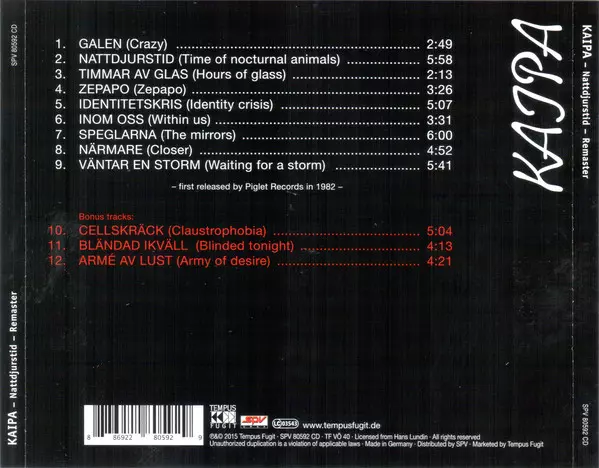 SPV 80592 CD
KAIPA – Nattdjurstid – Remaster
1. GALEN (Crazy) 2:49
2. NATTDJURSTID (Time of nocturnal animals) 5:58
3. TIMMAR AV GLAS (Hours of glass) 2:13
4. ZEPAPO (Zepapo) 3:26
5. IDENTITETSKRIS (Identity crisis) 5:07
6. INOM OSS (Within us) 3:31
7. SPEGLARNA (The mirrors) 6:00
8. NÄRMARE (Closer) 4:52
9. VÄNTAR EN STORM (Waiting for a storm) 5:41
– first released by Piglet Records in 1982 –
Bonus tracks:
10. CELLSKRÄCK (Claustrophobia) 5:04
11. BLÄNDAD IKVÄLL (Blinded tonight) 4:13
12. ARMÉ AV LUST (Army of desire) 4:21
KAIPA
KAIPA – Nattdjurstid – Remaster
SPV 80592 CD
8 86922 80592 9
TEMPUS
FUGIT
SPV
LC 03543
www.tempusfugit.de
℗&© 2015 Tempus Fugit · SPV 80592 CD · TF VÖ 40 · Licensed from Hans Lundin · All rights reserved
Unauthorized duplication is a violation of applicable laws · Made in Germany · Distributed by SPV · Marketed by Tempus Fugit